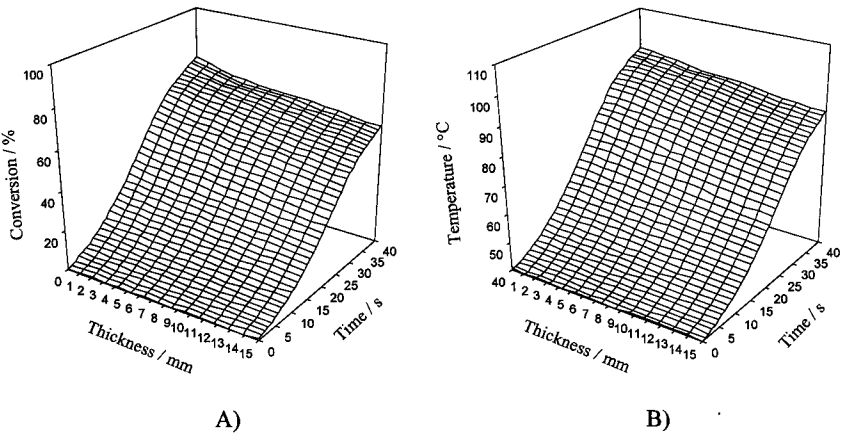 100
80
60
40
20
0
Conversion / %
1 2 3 4 5 6 7 8 9 10 11 12 13 14 15
Thickness / mm
0 5 10 15 20 25 30 35 40
Time / s
A)
110
100
90
80
70
60
50
40
Temperature / °C
1 2 3 4 5 6 7 8 9 10 11 12 13 14 15
Thickness / mm
0 5 10 15 20 25 30 35 40
Time / s
B)